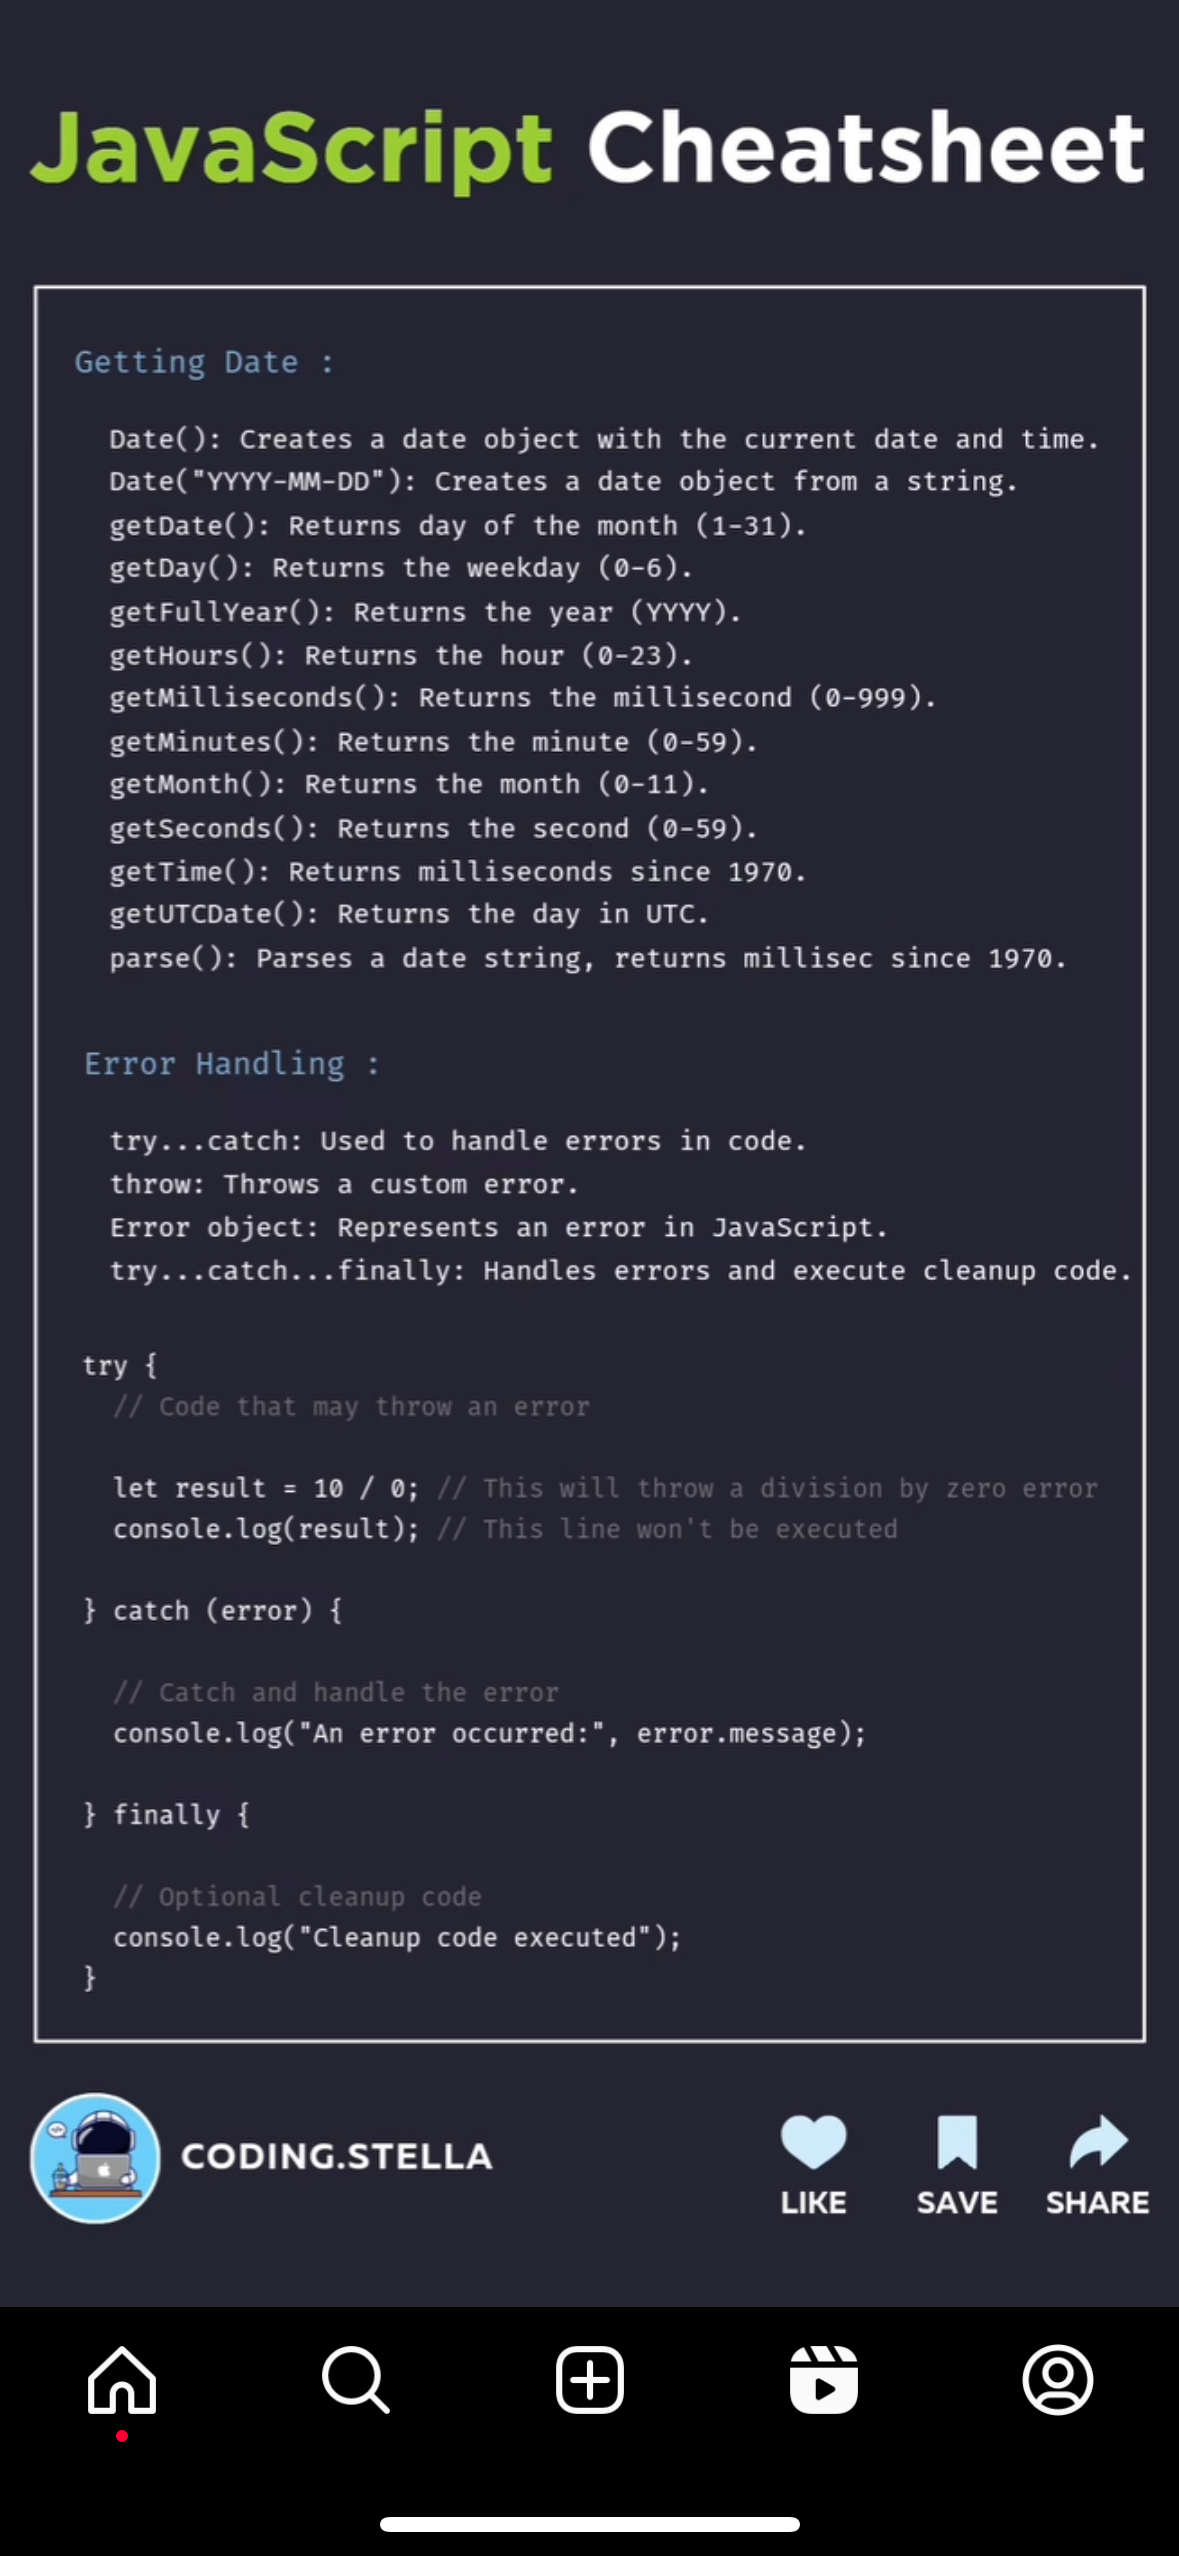 JavaScript Cheatsheet
Getting Date :
Date(): Creates a date object with the current date and time.
Date("YYYY-MM-DD"): Creates a date object from a string.
getDate(): Returns day of the month (1-31).
getDay(): Returns the weekday (0-6).
getFullYear(): Returns the year (YYYY).
getHours(): Returns the hour (0-23).
getMilliseconds(): Returns the millisecond (0-999).
getMinutes(): Returns the minute (0-59).
getMonth(): Returns the month (0-11).
getSeconds(): Returns the second (0-59).
getTime(): Returns milliseconds since 1970.
getUTCDate(): Returns the day in UTC.
parse(): Parses a date string, returns millisec since 1970.
Error Handling :
try...catch: Used to handle errors in code.
throw: Throws a custom error.
Error object: Represents an error in JavaScript.
try...catch...finally: Handles errors and execute cleanup code.
try {
// Code that may throw an error
let result = 10 / 0; // This will throw a division by zero error
console.log(result); // This line won't be executed
} catch (error) {
// Catch and handle the error
console.log("An error occurred:", error.message);
} finally {
// Optional cleanup code
console.log("Cleanup code executed");
}
CODING.STELLA
LIKE SAVE SHARE